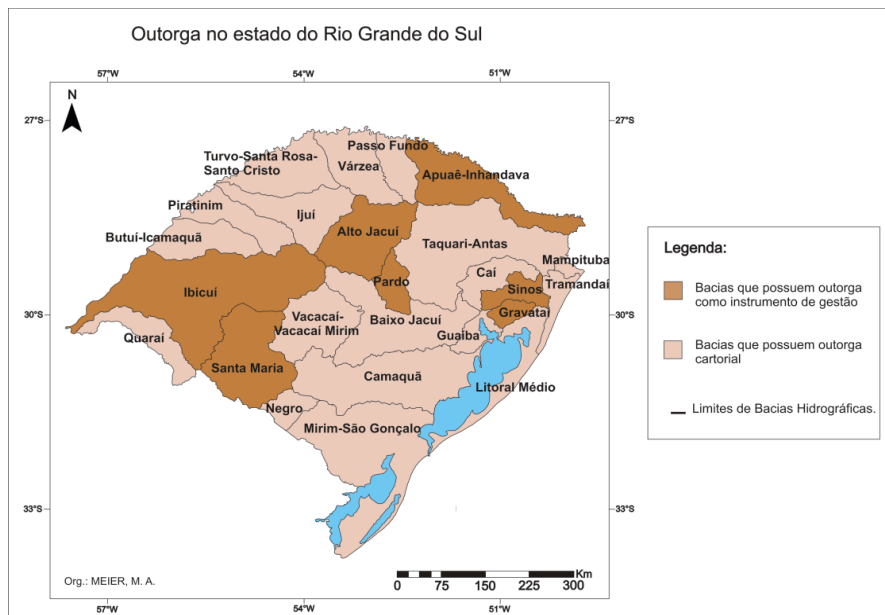 Outorga no estado do Rio Grande do Sul
57°W 54°W 51°W
N
27°S 27°S
Passo Fundo
Turvo-Santa Rosa-
Santo Cristo
Várzea
Apuaê-Inhandava
Piratinim
Ijuí
Butuí-Icamaquã
Alto Jacuí
Taquari-Antas
Mampituba
Caí
Tramandaí
Pardo
Sinos
Ibicuí
Gravataí
30°S 30°S
Vacacaí-
Vacacaí Mirim
Baixo Jacuí
Quaraí
Guaíba
Santa Maria
Camaquã
Litoral Médio
Negro
Mirim-São Gonçalo
33°S 33°S
Org.: MEIER, M. A.
Km
0 75 150 225 300
57°W 54°W 51°W
Legenda:
Bacias que possuem outorga
como instrumento de gestão
Bacias que possuem outorga
cartorial
Limites de Bacias Hidrográficas.